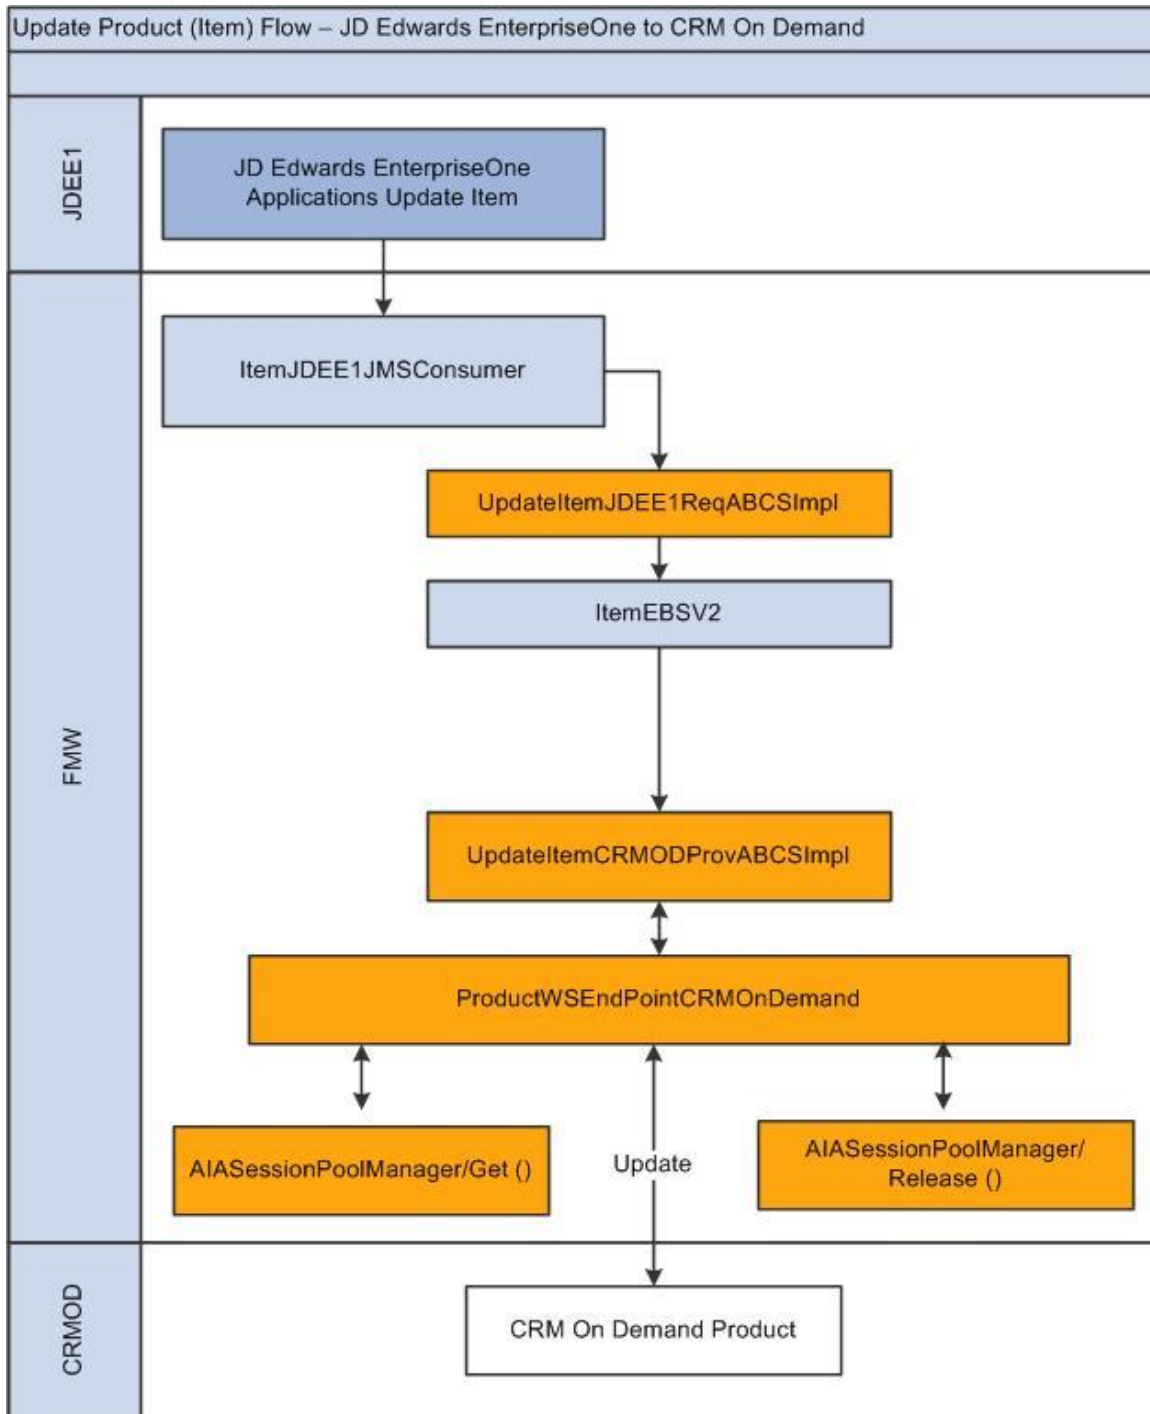 Update Product (Item) Flow – JD Edwards EnterpriseOne to CRM On Demand
JDEE1
JD Edwards EnterpriseOne
Applications Update Item
FMW
ItemJDEE1JMSConsumer
UpdateItemJDEE1ReqABCSImpl
ItemEBSV2
UpdateItemCRMODProvABCSImpl
ProductWSEndPointCRMOnDemand
AIASessionPoolManager/Get ()
Update
AIASessionPoolManager/
Release ()
CRMOD
CRM On Demand Product